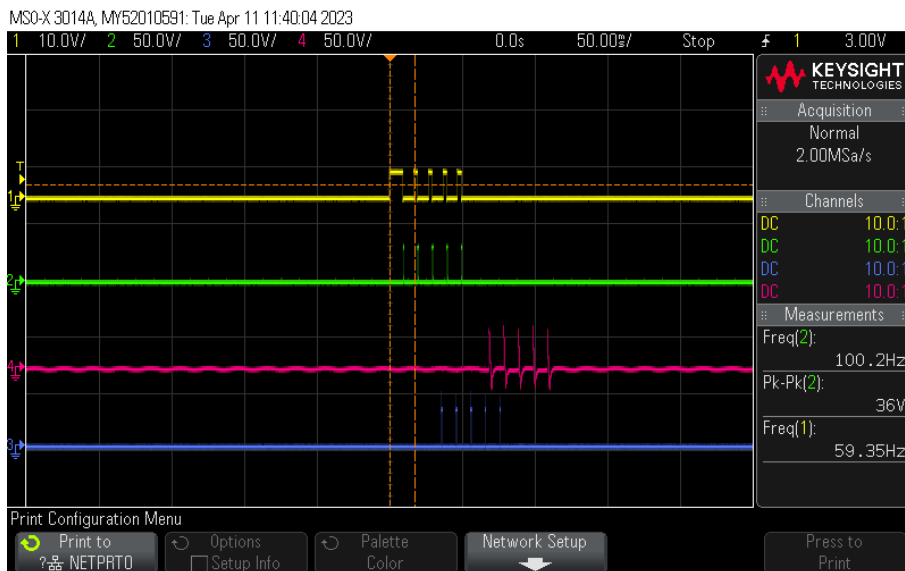 MSO-X 3014A, MY52010591: Tue Apr 11 11:40:04 2023
1 10.0V/ 2 50.0V/ 3 50.0V/ 4 50.0V/ 0.0s 50.00ms/ Stop 1 3.00V
KEYSIGHT
TECHNOLOGIES
Acquisition
Normal
2.00MSa/s
Channels
DC 10.0:1
DC 10.0:1
DC 10.0:1
DC 10.0:1
Measurements
Freq(2):
100.2Hz
Pk-Pk(2):
36V
Freq(1):
59.35Hz
T
1
2
4
3
Print Configuration Menu
Print to
?NETPRT0
Options
Setup Info
Palette
Color
Network Setup
Press to
Print